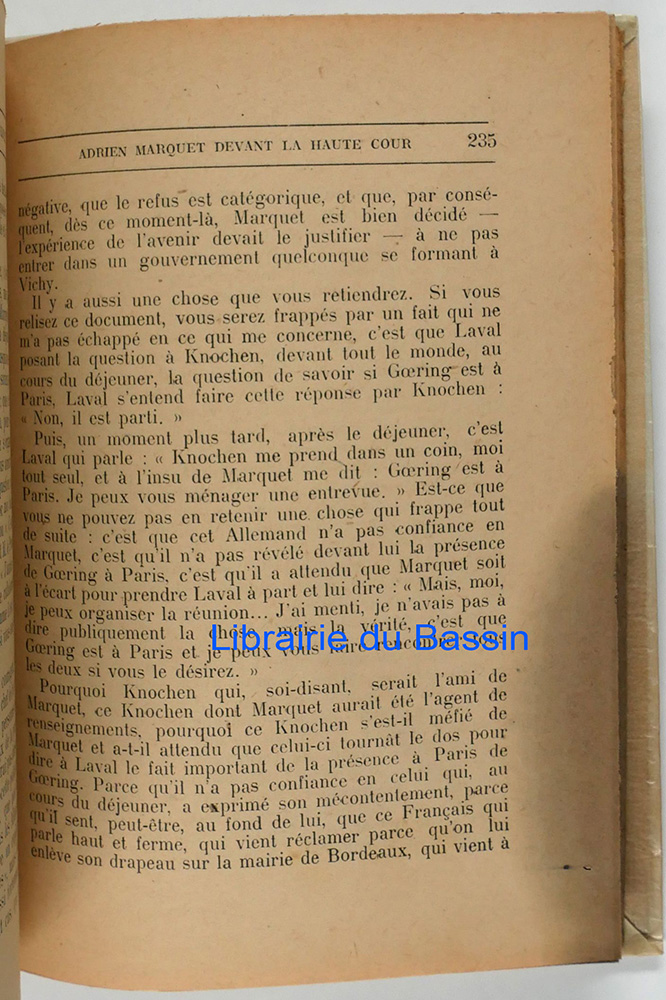 ADRIEN MARQUET DEVANT LA HAUTE COUR 235
négative, que le refus est catégorique, et que, par consé-
quent, dès ce moment-là, Marquet est bien décidé —
l'expérience de l'avenir devait le justifier — à ne pas
entrer dans un gouvernement quelconque se formant à
Vichy.
Il y a aussi une chose que vous retiendrez. Si vous
relisez ce document, vous serez frappés par un fait qui ne
m'a pas échappé en ce qui me concerne, c'est que Laval
posant la question à Knochen, devant tout le monde, au
cours du déjeuner, la question de savoir si Gœring est à
Paris, Laval s'entend faire cette réponse par Knochen :
« Non, il est parti. »
Puis, un moment plus tard, après le déjeuner, c'est
Laval qui parle : « Knochen me prend dans un coin, moi
tout seul, et à l'insu de Marquet me dit : Gœring est à
Paris. Je peux vous ménager une entrevue. » Est-ce que
vous ne pouvez pas en retenir une chose qui frappe tout
de suite : c'est que cet Allemand n'a pas confiance en
Marquet, c'est qu'il n'a pas révélé devant lui la présence
de Gœring à Paris, c'est qu'il a attendu que Marquet soit
à l'écart pour prendre Laval à part et lui dire : « Mais, moi,
je peux organiser la réunion... J'ai menti, je n'avais pas à
dire publiquement la chose, mais la vérité, c'est que
Gœring est à Paris et je peux vous faire rencontrer tous
les deux si vous le désirez. »
Librairie du Bassin
Pourquoi Knochen qui, soi-disant, serait l'ami de
Marquet, ce Knochen dont Marquet aurait été l'agent de
renseignements, pourquoi ce Knochen s'est-il méfié de
Marquet et a-t-il attendu que celui-ci tournât le dos pour
dire à Laval le fait important de la présence à Paris de
Gœring. Parce qu'il n'a pas confiance en celui qui, au
cours du déjeuner, a exprimé son mécontentement, parce
qu'il sent, peut-être, au fond de lui, que ce Français qui
parle haut et ferme, qui vient réclamer parce qu'on lui
enlève son drapeau sur la mairie de Bordeaux, qui vient à